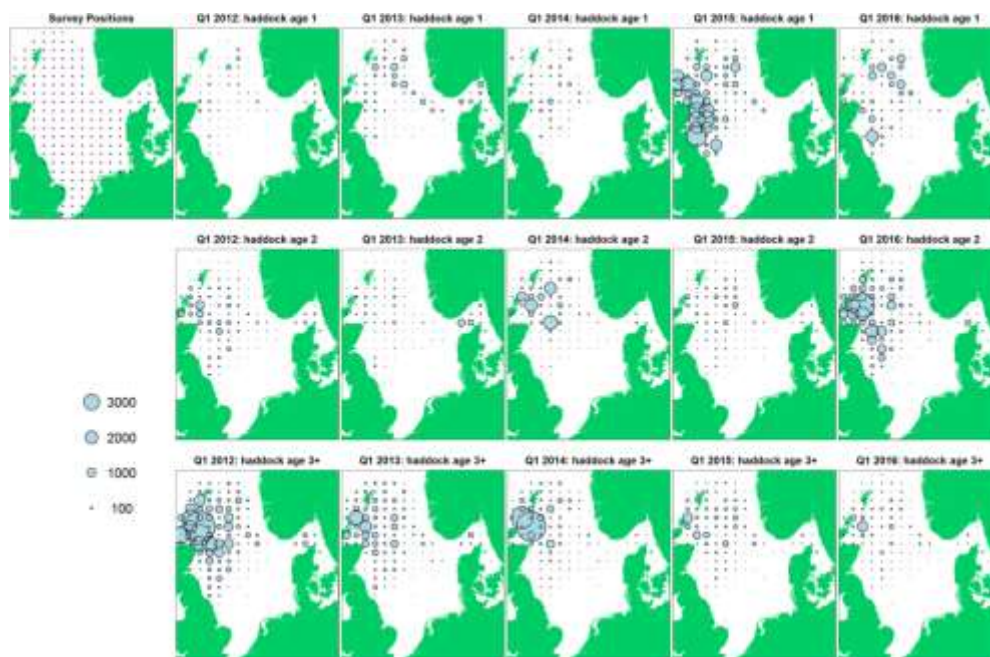 Survey Positions
Q1 2012: haddock age 1
Q1 2013: haddock age 1
Q1 2014: haddock age 1
Q1 2015: haddock age 1
Q1 2016: haddock age 1
Q1 2012: haddock age 2
Q1 2013: haddock age 2
Q1 2014: haddock age 2
Q1 2015: haddock age 2
Q1 2016: haddock age 2
3000
2000
1000
100
Q1 2012: haddock age 3+
Q1 2013: haddock age 3+
Q1 2014: haddock age 3+
Q1 2015: haddock age 3+
Q1 2016: haddock age 3+